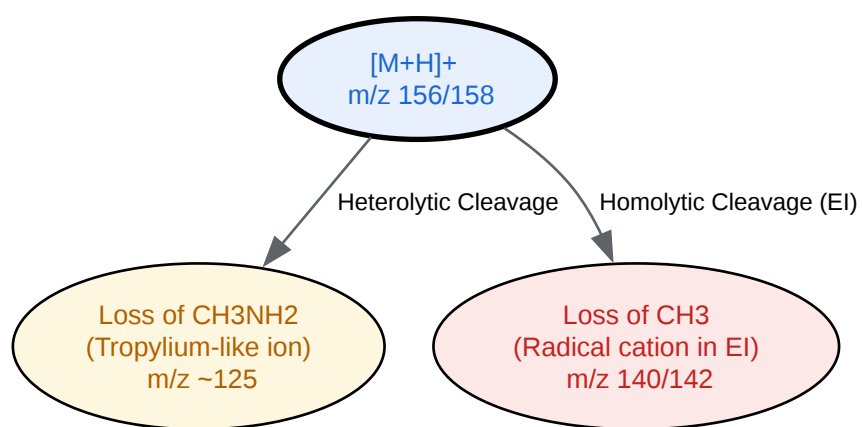 [M+H]+
m/z 156/158
Heterolytic Cleavage
Homolytic Cleavage (EI)
Loss of CH3NH2
(Tropylium-like ion)
m/z ~125
Loss of CH3
(Radical cation in EI)
m/z 140/142